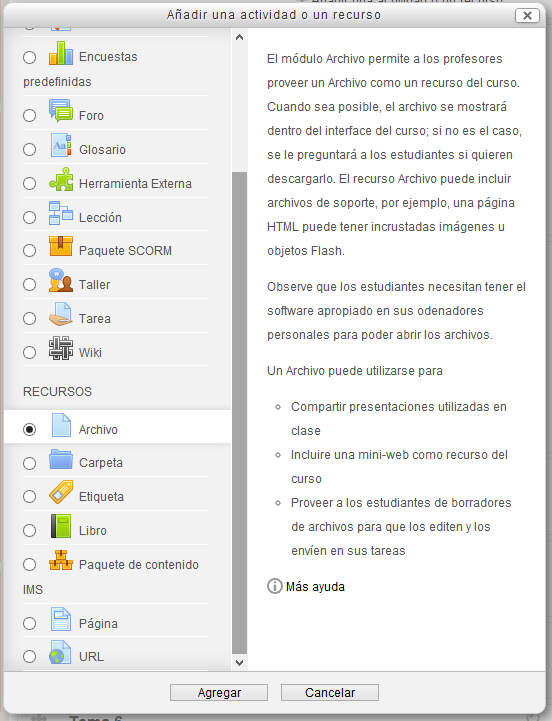 Añadir una actividad o un recurso
Encuestas
predefinidas
Foro
Glosario
Herramienta Externa
Lección
Paquete SCORM
Taller
Tarea
Wiki
RECURSOS
Archivo
Carpeta
Etiqueta
Libro
Paquete de contenido
IMS
Página
URL
El módulo Archivo permite a los profesores
proveer un Archivo como un recurso del curso.
Cuando sea posible, el archivo se mostrará
dentro del interface del curso; si no es el caso,
se le preguntará a los estudiantes si quieren
descargarlo. El recurso Archivo puede incluir
archivos de soporte, por ejemplo, una página
HTML puede tener incrustadas imágenes u
objetos Flash.
Observe que los estudiantes necesitan tener el
software apropiado en sus odenadores
personales para poder abrir los archivos.
Un Archivo puede utilizarse para
Compartir presentaciones utilizadas en
clase
Incluire una mini-web como recurso del
curso
Proveer a los estudiantes de borradores
de archivos para que los editen y los
envíen en sus tareas
Más ayuda
Agregar
Cancelar